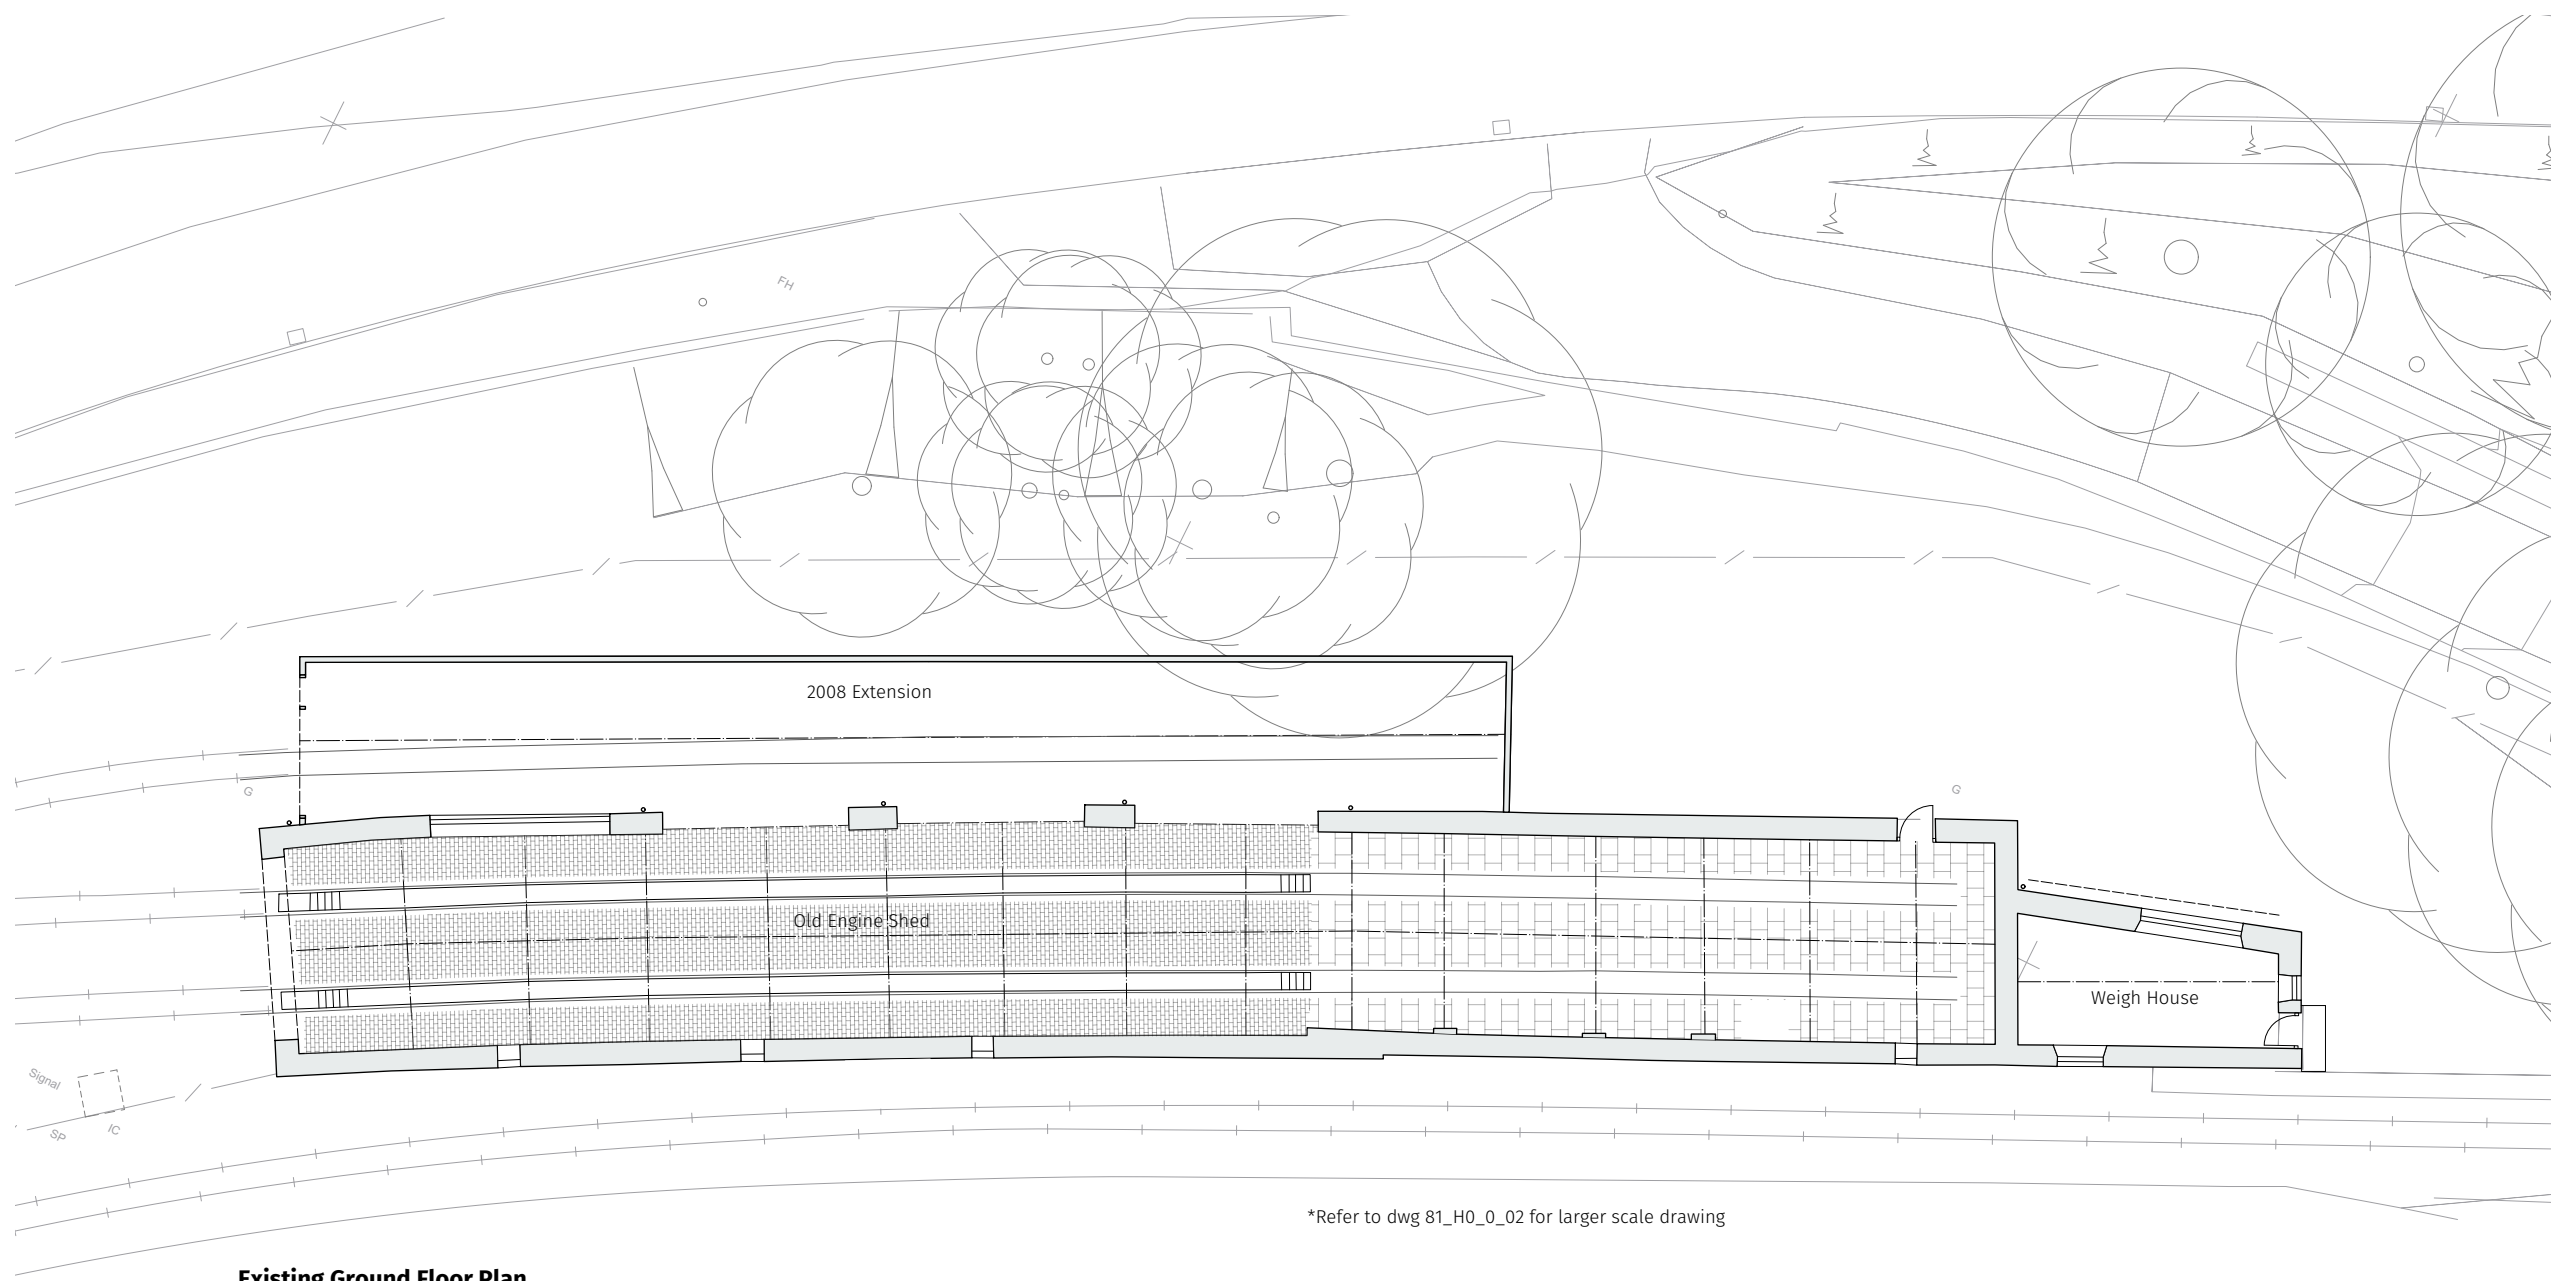 FH
2008 Extension
G
G
Old Engine Shed
Weigh House
Signal
SP
IC
*Refer to dwg 81_H0_0_02 for larger scale drawing
Existing Ground Floor Plan